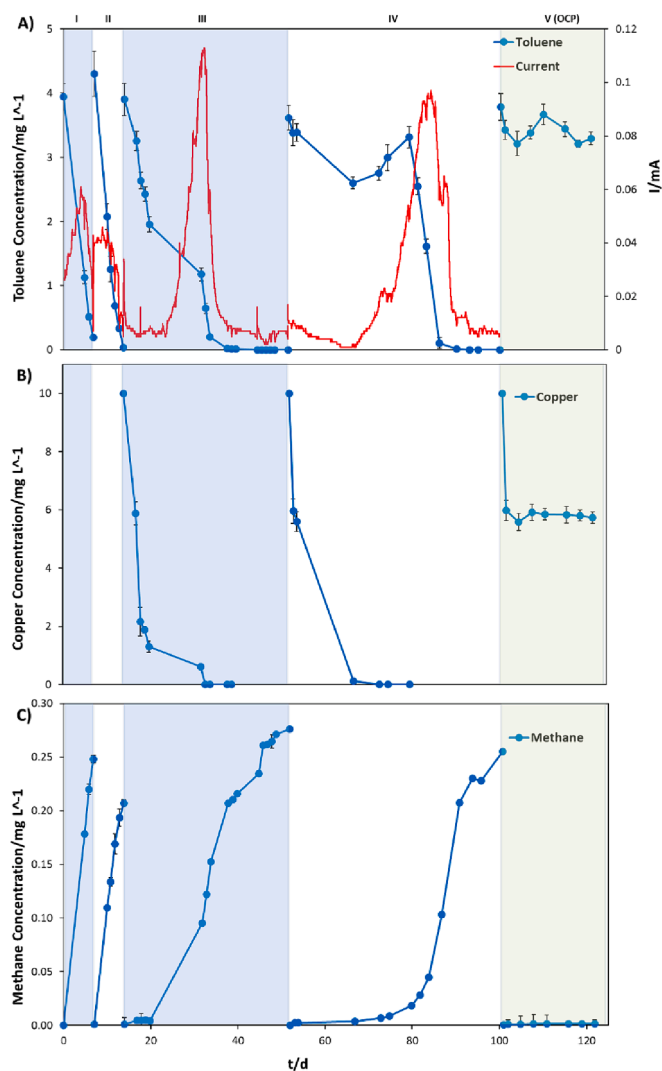 I II III IV V (OCP)
A)
Toluene
Current
Toluene Concentration/mg L^-1
5
4
3
2
1
0
I/mA
0.12
0.1
0.08
0.06
0.04
0.02
0
B)
Copper
Copper Concentration/mg L^-1
10
8
6
4
2
0
C)
Methane
Methane Concentration/mg L^-1
0.30
0.25
0.20
0.15
0.10
0.05
0.00
0 20 40 60 80 100 120
t/d